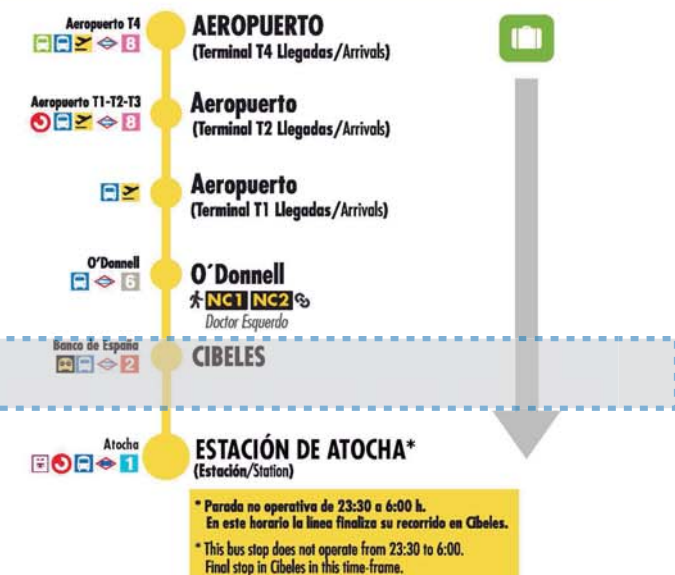 Aeropuerto T4
8
AEROPUERTO
(Terminal T4 Llegadas/Arrivals)
Aeropuerto T1-T2-T3
8
Aeropuerto
(Terminal T2 Llegadas/Arrivals)
Aeropuerto
(Terminal T1 Llegadas/Arrivals)
O'Donnell
6
O´Donnell
NC1 NC2
Doctor Esquerdo
Banco de España
2
CIBELES
Atocha
1
ESTACIÓN DE ATOCHA*
(Estación/Station)
* Parada no operativa de 23:30 a 6:00 h.
En este horario la línea finaliza su recorrido en Cibeles.
* This bus stop does not operate from 23:30 to 6:00.
Final stop in Cibeles in this time-frame.